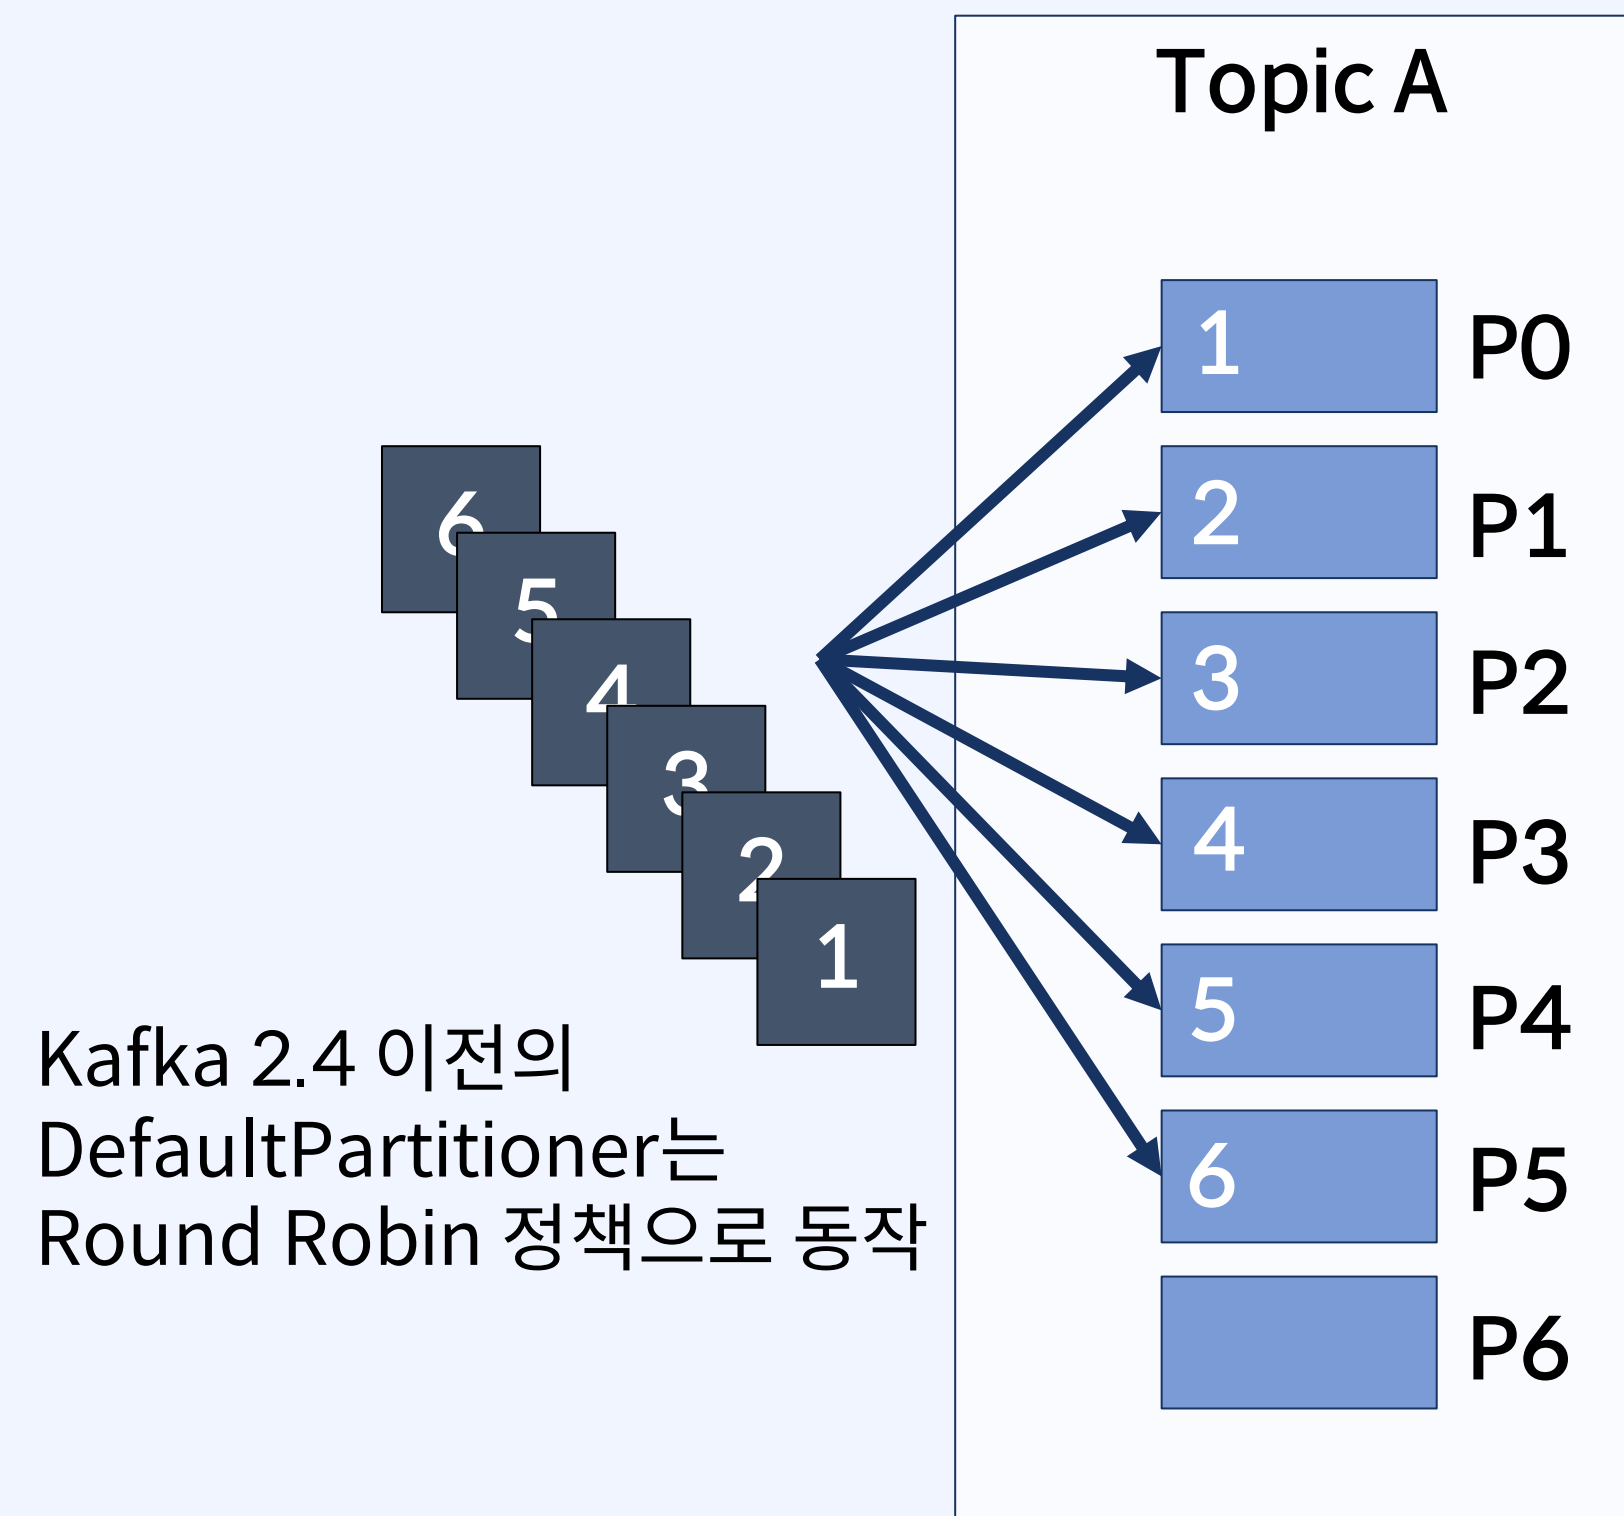 Topic A
1 P0
2 P1
3 P2
4 P3
5 P4
6 P5
P6
6
5
4
3
2
1
Kafka 2.4 이전의
DefaultPartitioner는
Round Robin 정책으로 동작